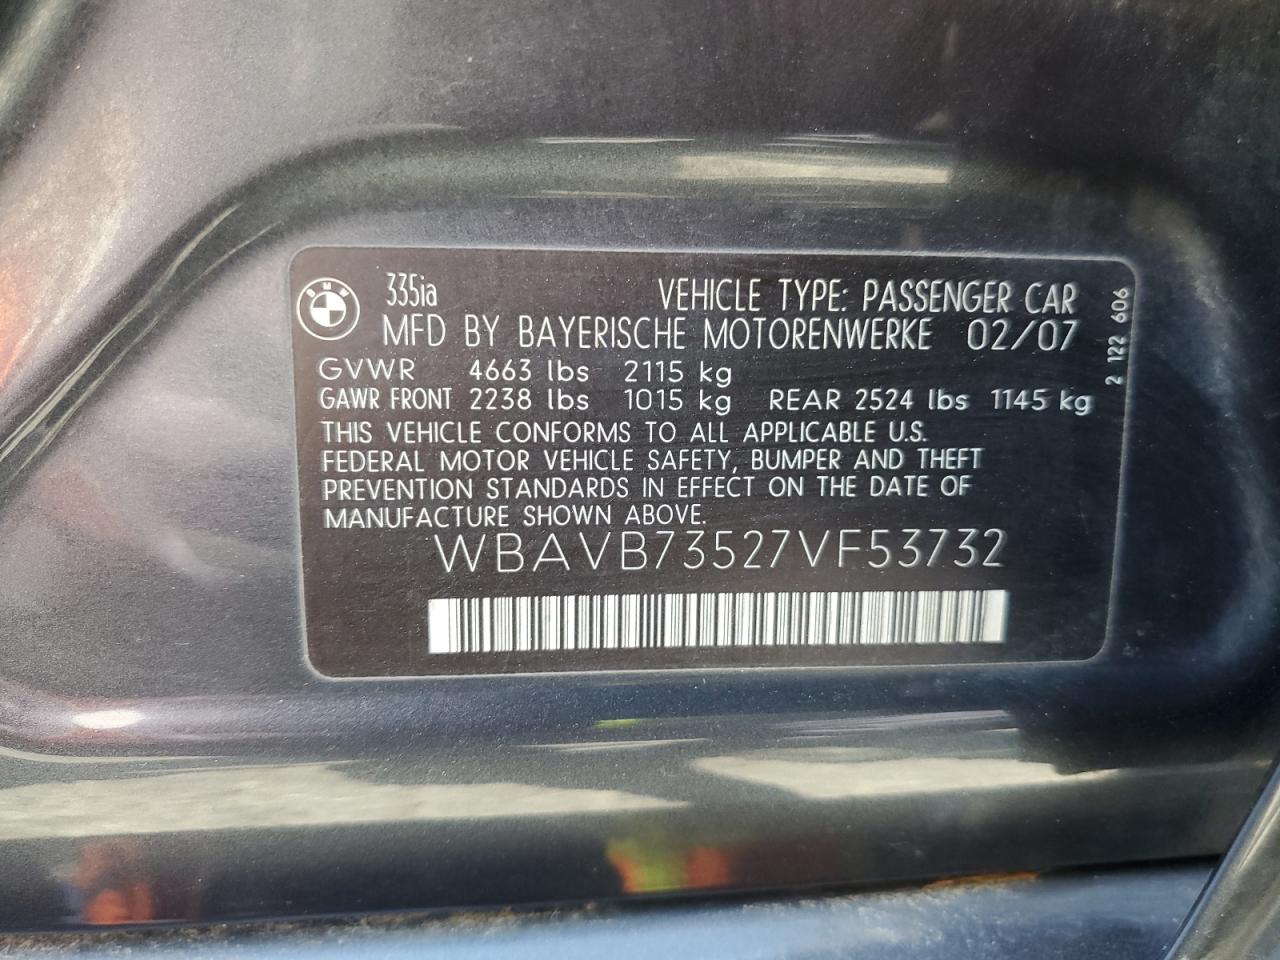 BMW
335ia VEHICLE TYPE: PASSENGER CAR
MFD BY BAYERISCHE MOTORENWERKE 02/07
GVWR 4663 lbs 2115 kg
GAWR FRONT 2238 lbs 1015 kg REAR 2524 lbs 1145 kg
THIS VEHICLE CONFORMS TO ALL APPLICABLE U.S.
FEDERAL MOTOR VEHICLE SAFETY, BUMPER AND THEFT
PREVENTION STANDARDS IN EFFECT ON THE DATE OF
MANUFACTURE SHOWN ABOVE.
WBAVB73527VF53732
2 122 606